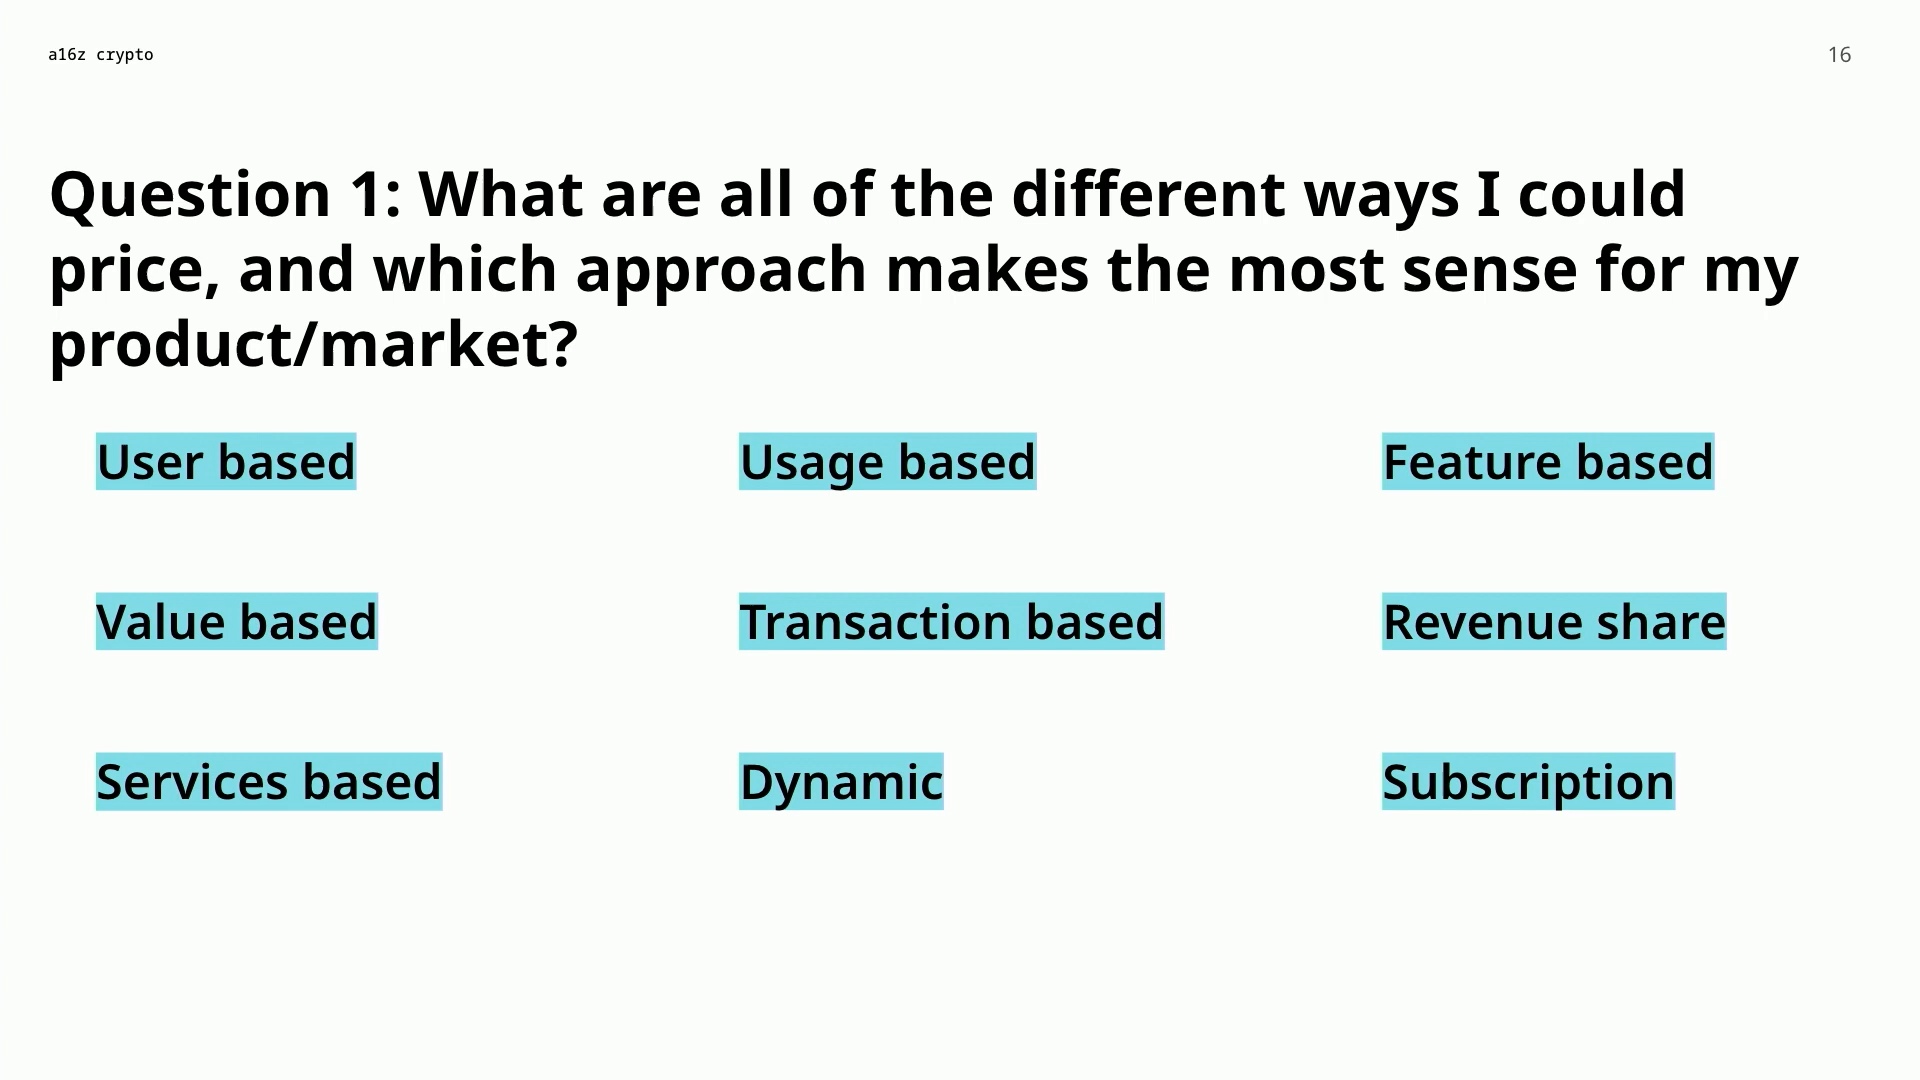 a16z crypto
16
Question 1: What are all of the different ways I could
price, and which approach makes the most sense for my
product/market?
User based
Usage based
Feature based
Value based
Transaction based
Revenue share
Services based
Dynamic
Subscription